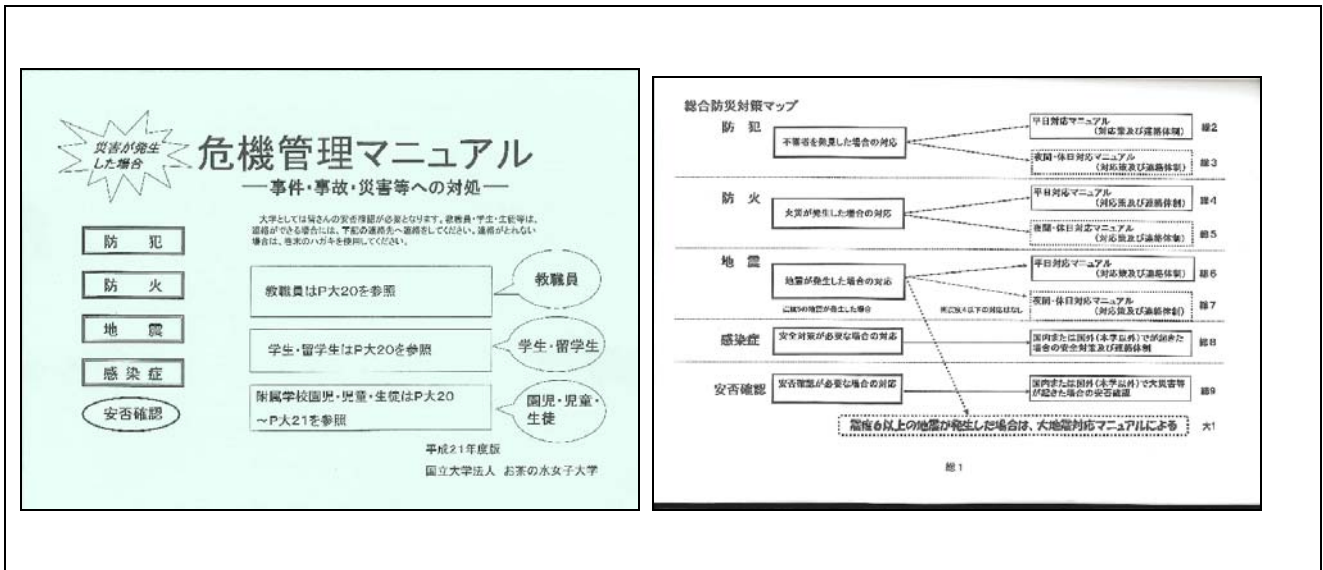 災害が発生
した場合
危機管理マニュアル
―事件・事故・災害等への対処―
大学としては皆さんの安否確認が必要となります。教職員・学生・生徒等は、
連絡ができる場合には、下記の連絡先へ連絡をしてください。連絡がとれない
場合は、巻末のハガキを使用してください。
防 犯
防 火
地 震
感 染 症
安否確認
教職員はP大20を参照
教職員
学生・留学生はP大20を参照
学生・留学生
附属学校園児・児童・生徒はP大20
~P大21を参照
園児・児童・
生徒
平成21年度版
国立大学法人 お茶の水女子大学
総合防災対策マップ
防 犯
不審者を発見した場合の対応
平日対応マニュアル
(対応策及び連絡体制)
総2
夜間・休日対応マニュアル
(対応策及び連絡体制)
総3
防 火
火災が発生した場合の対応
平日対応マニュアル
(対応策及び連絡体制)
総4
夜間・休日対応マニュアル
(対応策及び連絡体制)
総5
地 震
地震が発生した場合の対応
平日対応マニュアル
(対応策及び連絡体制)
総6
夜間・休日対応マニュアル
(対応策及び連絡体制)
総7
感染症
安全対策が必要な場合の対応
国内または国外(本学以外)でが起きた
場合の安全対策及び連絡体制
総8
安否確認
安否確認が必要な場合の対応
国内または国外(本学以外)で大災害等
が起きた場合の安否確認
総9
震度6以上の地震が発生した場合は、大地震対応マニュアルによる
大1
総1